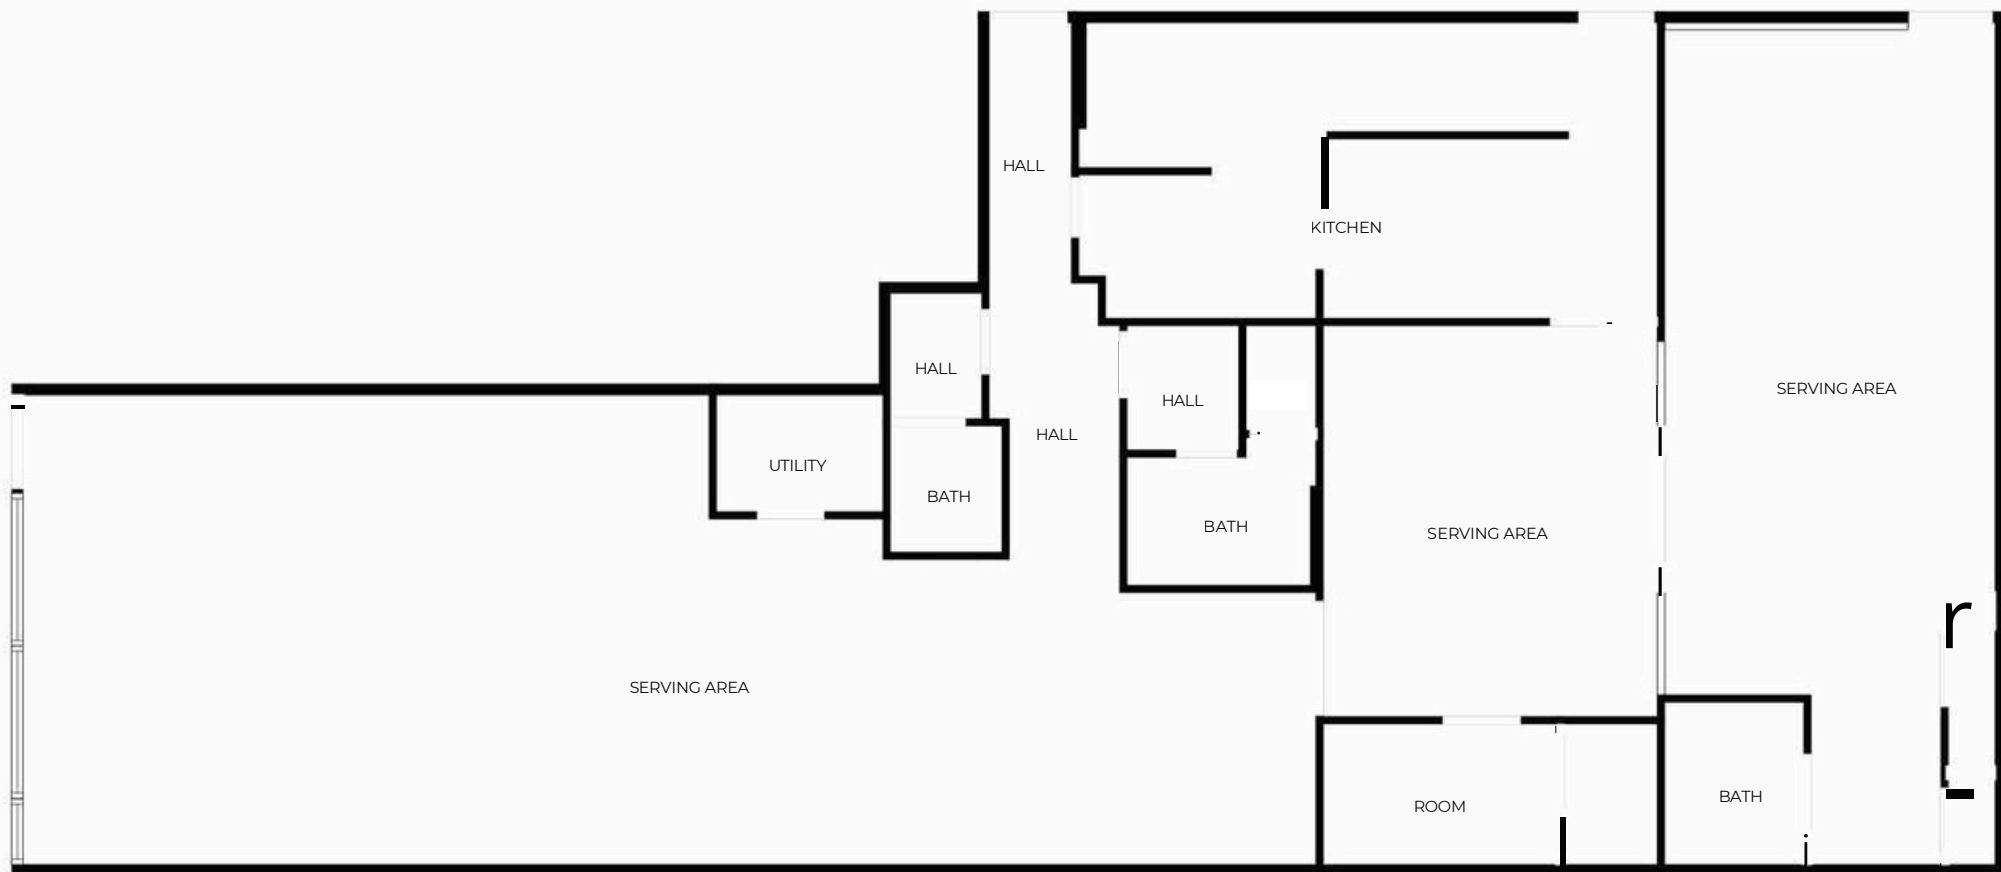 HALL
KITCHEN
HALL
SERVING AREA
HALL
HALL
UTILITY
BATH
BATH
SERVING AREA
r
SERVING AREA
BATH
ROOM